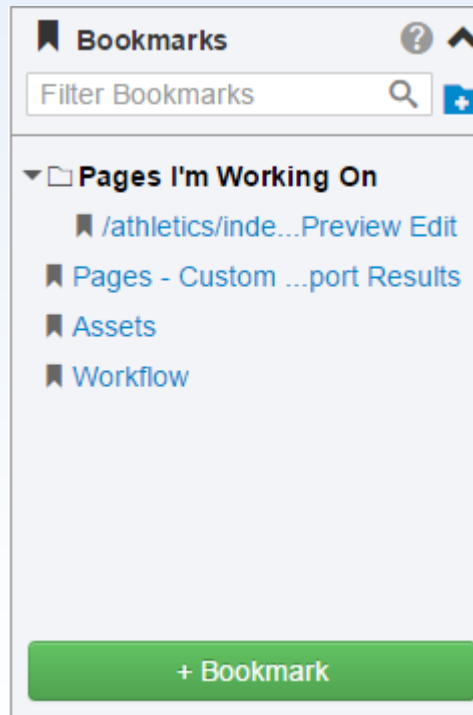 Bookmarks
Filter Bookmarks
Pages I'm Working On
/athletics/inde...Preview Edit
Pages - Custom ...port Results
Assets
Workflow
+ Bookmark